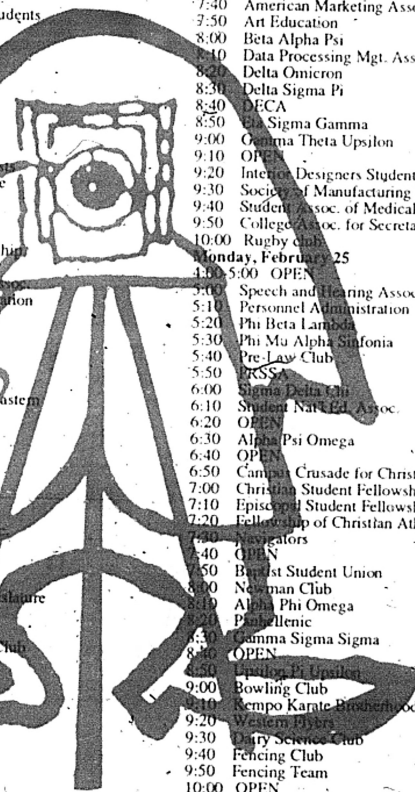 udents
7:40 American Marketing Asso
7:50 Art Education
8:00 Beta Alpha Psi
8:10 Data Processing Mgt. Ass
8:20 Delta Omicron
8:30 Delta Sigma Pi
8:40 DECA
8:50 Eta Sigma Gamma
9:00 Gamma Theta Upsilon
9:10 OPEN
9:20 Interior Designers Student
9:30 Society of Manufacturing
9:40 Student Assoc. of Medical
9:50 College Assoc. for Secreta
10:00 Rugby club
Monday, February 25
4:00-5:00 OPEN
5:00 Speech and Hearing Assoc
5:10 Personnel Administration
5:20 Phi Beta Lambda
5:30 Phi Mu Alpha Sinfonia
5:40 Pre-Law Club
5:50 PRSSA
6:00 Sigma Delta Chi
6:10 Student Nat'l Ed. Assoc.
6:20 OPEN
6:30 Alpha Psi Omega
6:40 OPEN
6:50 Campus Crusade for Christ
7:00 Christian Student Fellowsh
7:10 Episcopal Student Fellowsh
7:20 Fellowship of Christian Ath
7:30 Navigators
7:40 OPEN
7:50 Baptist Student Union
8:00 Newman Club
8:10 Alpha Phi Omega
8:20 Panhellenic
8:30 Gamma Sigma Sigma
8:40 OPEN
8:50 Upsilon Pi Upsilon
9:00 Bowling Club
9:10 Kempo Karate Brotherhood
9:20 Western Flyers
9:30 Dairy Science Club
9:40 Fencing Club
9:50 Fencing Team
10:00 OPEN